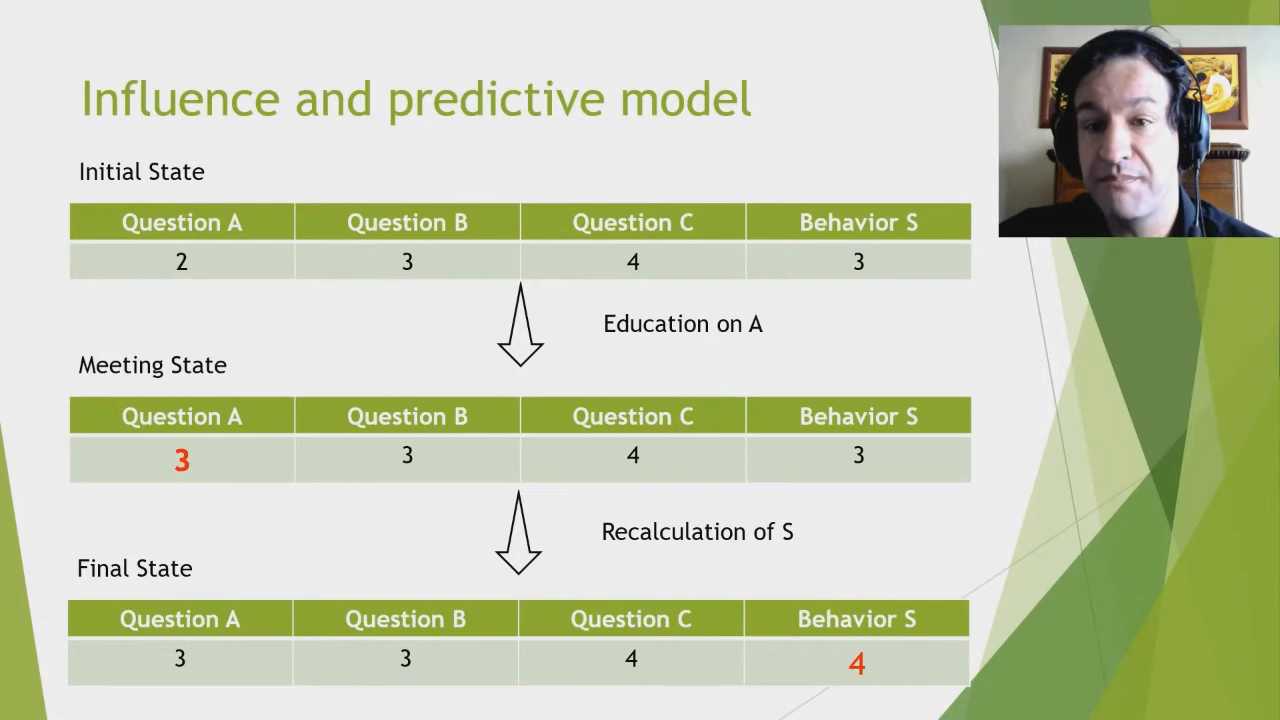 Influence and predictive model
Initial State
Question A Question B Question C Behavior S
2 3 4 3
Education on A
Meeting State
Question A Question B Question C Behavior S
3 3 4 3
Recalculation of S
Final State
Question A Question B Question C Behavior S
3 3 4 4